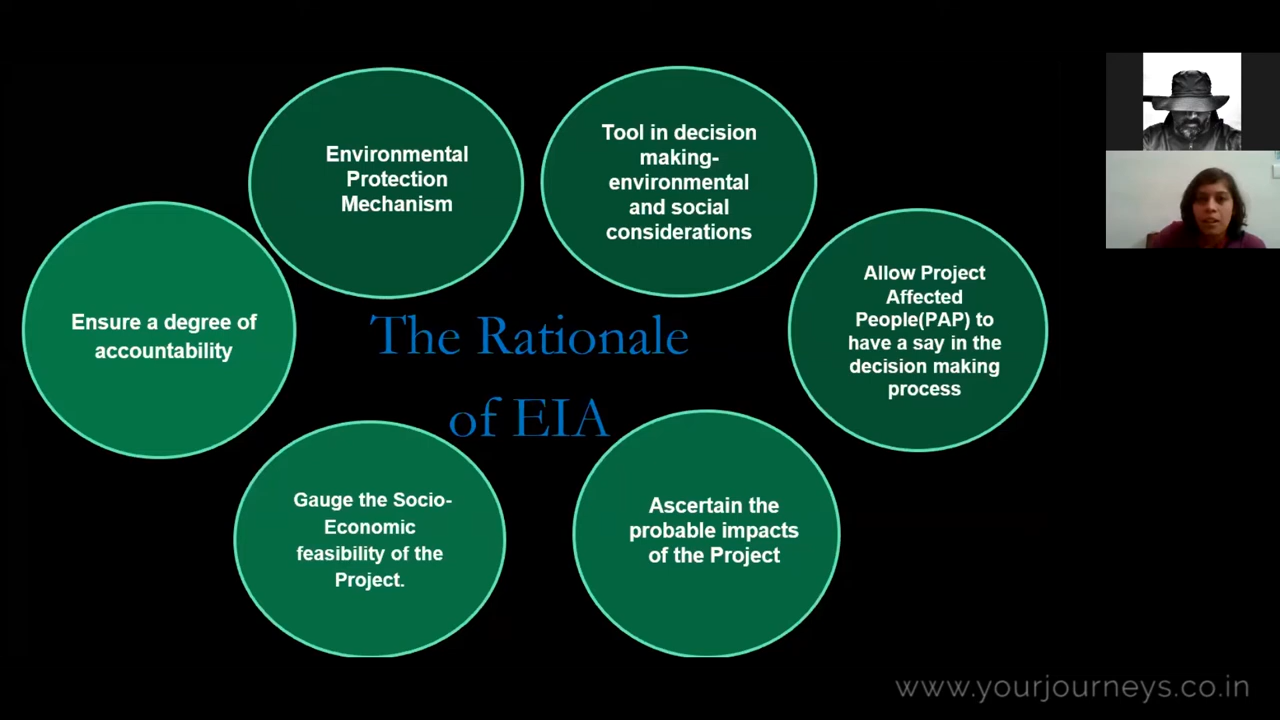 Environmental
Protection
Mechanism
Tool in decision
making-
environmental
and social
considerations
Allow Project
Affected
People(PAP) to
have a say in the
decision making
process
Ensure a degree of
accountability
The Rationale
of EIA
Gauge the Socio-
Economic
feasibility of the
Project.
Ascertain the
probable impacts
of the Project
www.yourjourneys.co.in